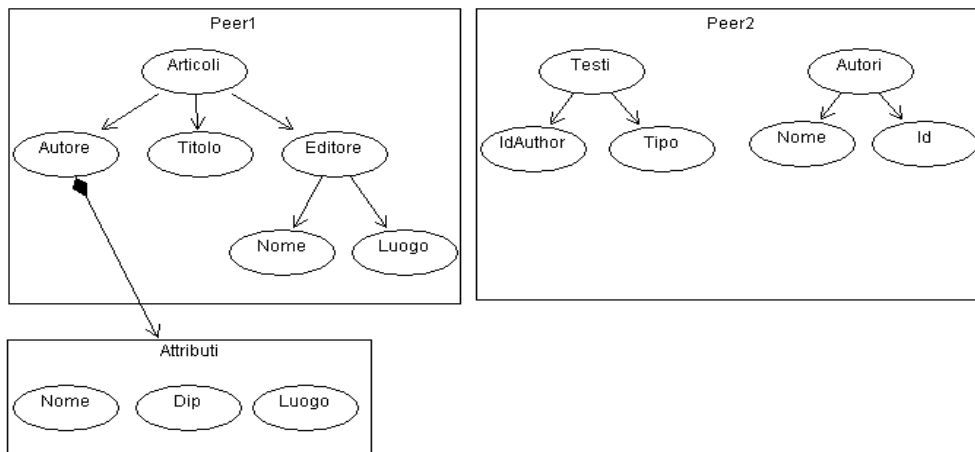 Peer1
Articoli
Autore
Titolo
Editore
Nome
Luogo
Peer2
Testi
Autori
IdAuthor
Tipo
Nome
Id
Attributi
Nome
Dip
Luogo